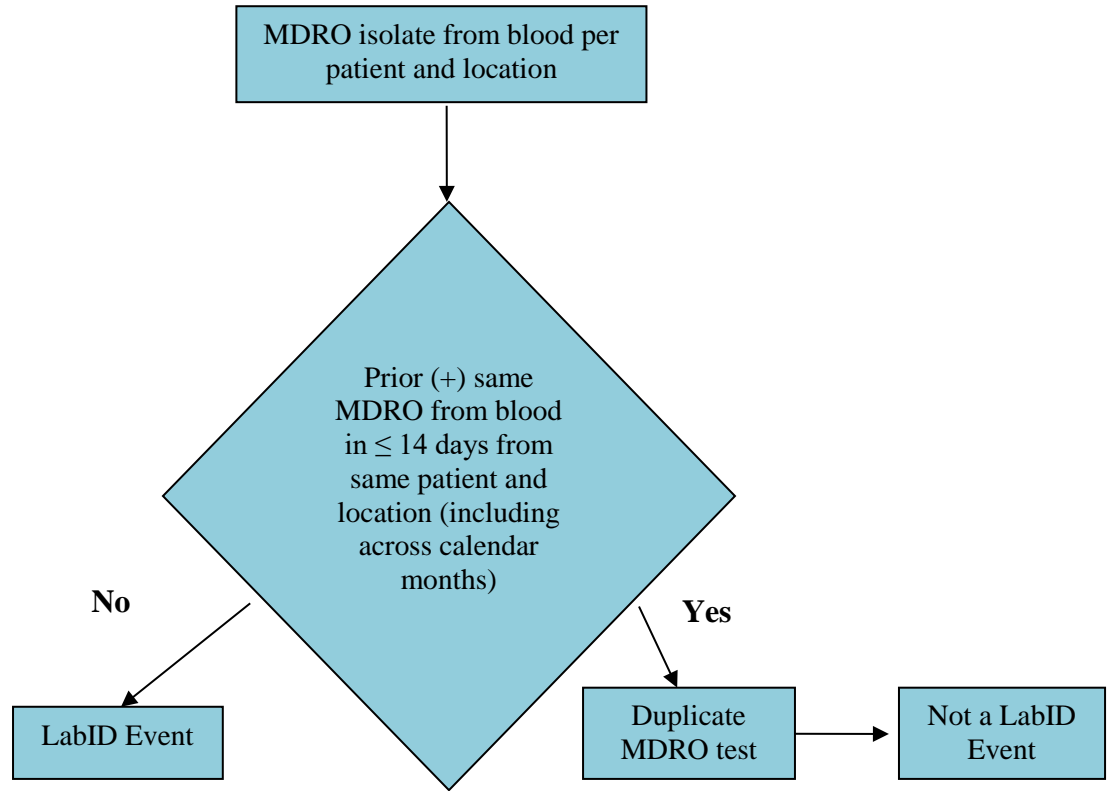 MDRO isolate from blood per
patient and location
Prior (+) same
MDRO from blood
in ≤ 14 days from
same patient and
location (including
across calendar
months)
No
Yes
LabID Event
Duplicate
MDRO test
Not a LabID
Event